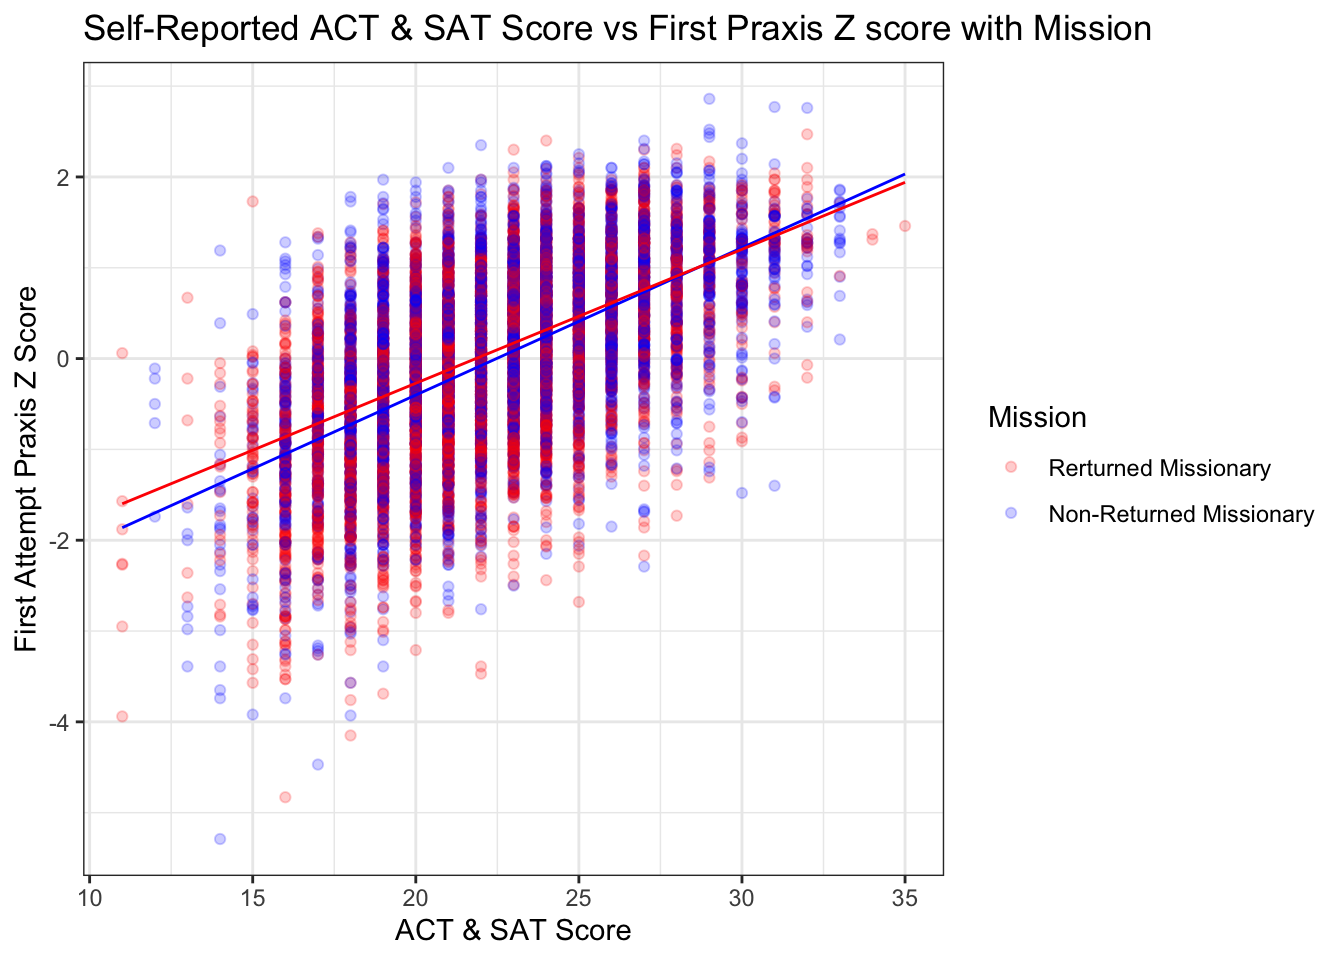 Self-Reported ACT & SAT Score vs First Praxis Z score with Mission
First Attempt Praxis Z Score
2
0
-2
-4
10 15 20 25 30 35
ACT & SAT Score
Mission
Rerturned Missionary
Non-Returned Missionary